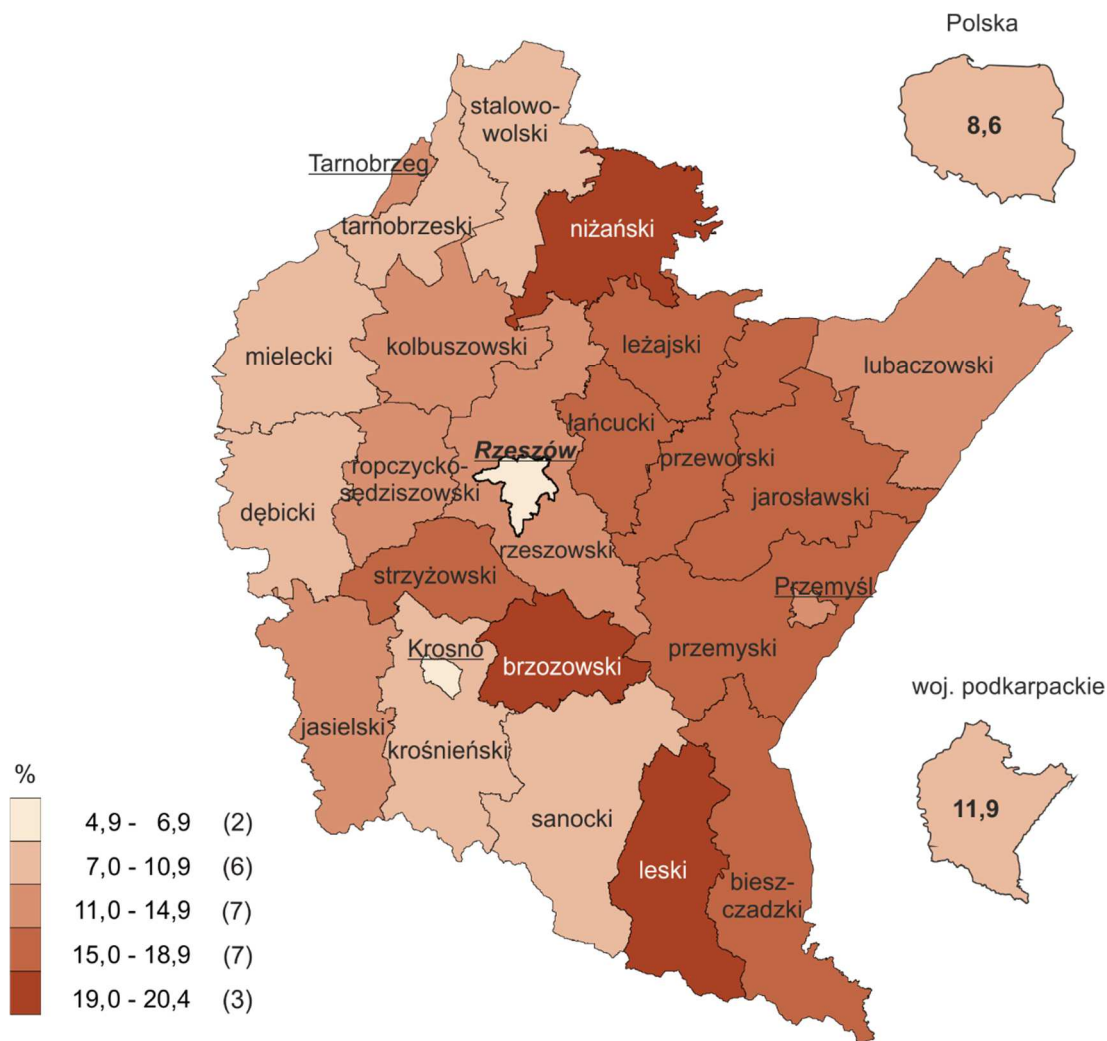 Polska
8,6
stalowo-
wolski
Tarnobrzeg
tarnobrzeski
niżański
mielecki
kolbuszowski
leżajski
lubaczowski
łańcucki
Rzeszów
ropczycko-
sędziszowski
przeworski
jarosławski
dębicki
rzeszowski
strzyżowski
Przemyśl
Krosno
brzozowski
przemyski
woj. podkarpackie
11,9
jasielski
krośnieński
sanocki
leski
biesz-
czadzki
%
4,9 - 6,9 (2)
7,0 - 10,9 (6)
11,0 - 14,9 (7)
15,0 - 18,9 (7)
19,0 - 20,4 (3)